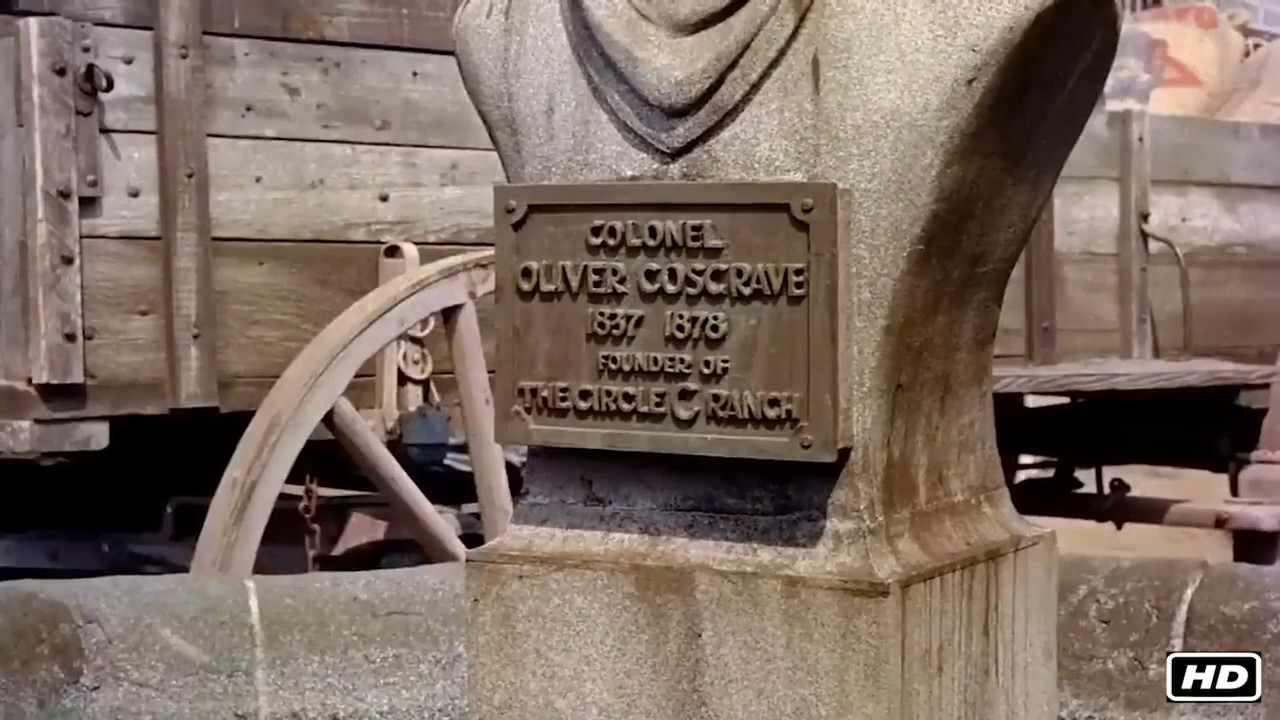 COLONEL
OLIVER COSGRAVE
1837 1878
FOUNDER OF
THE CIRCLE C RANCH
HD